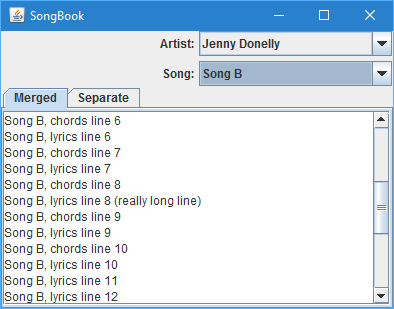 SongBook
Artist: Jenny Donelly
Song: Song B
Merged Separate
Song B, chords line 6
Song B, lyrics line 6
Song B, chords line 7
Song B, lyrics line 7
Song B, chords line 8
Song B, lyrics line 8 (really long line)
Song B, chords line 9
Song B, lyrics line 9
Song B, chords line 10
Song B, lyrics line 10
Song B, lyrics line 11
Song B, lyrics line 12